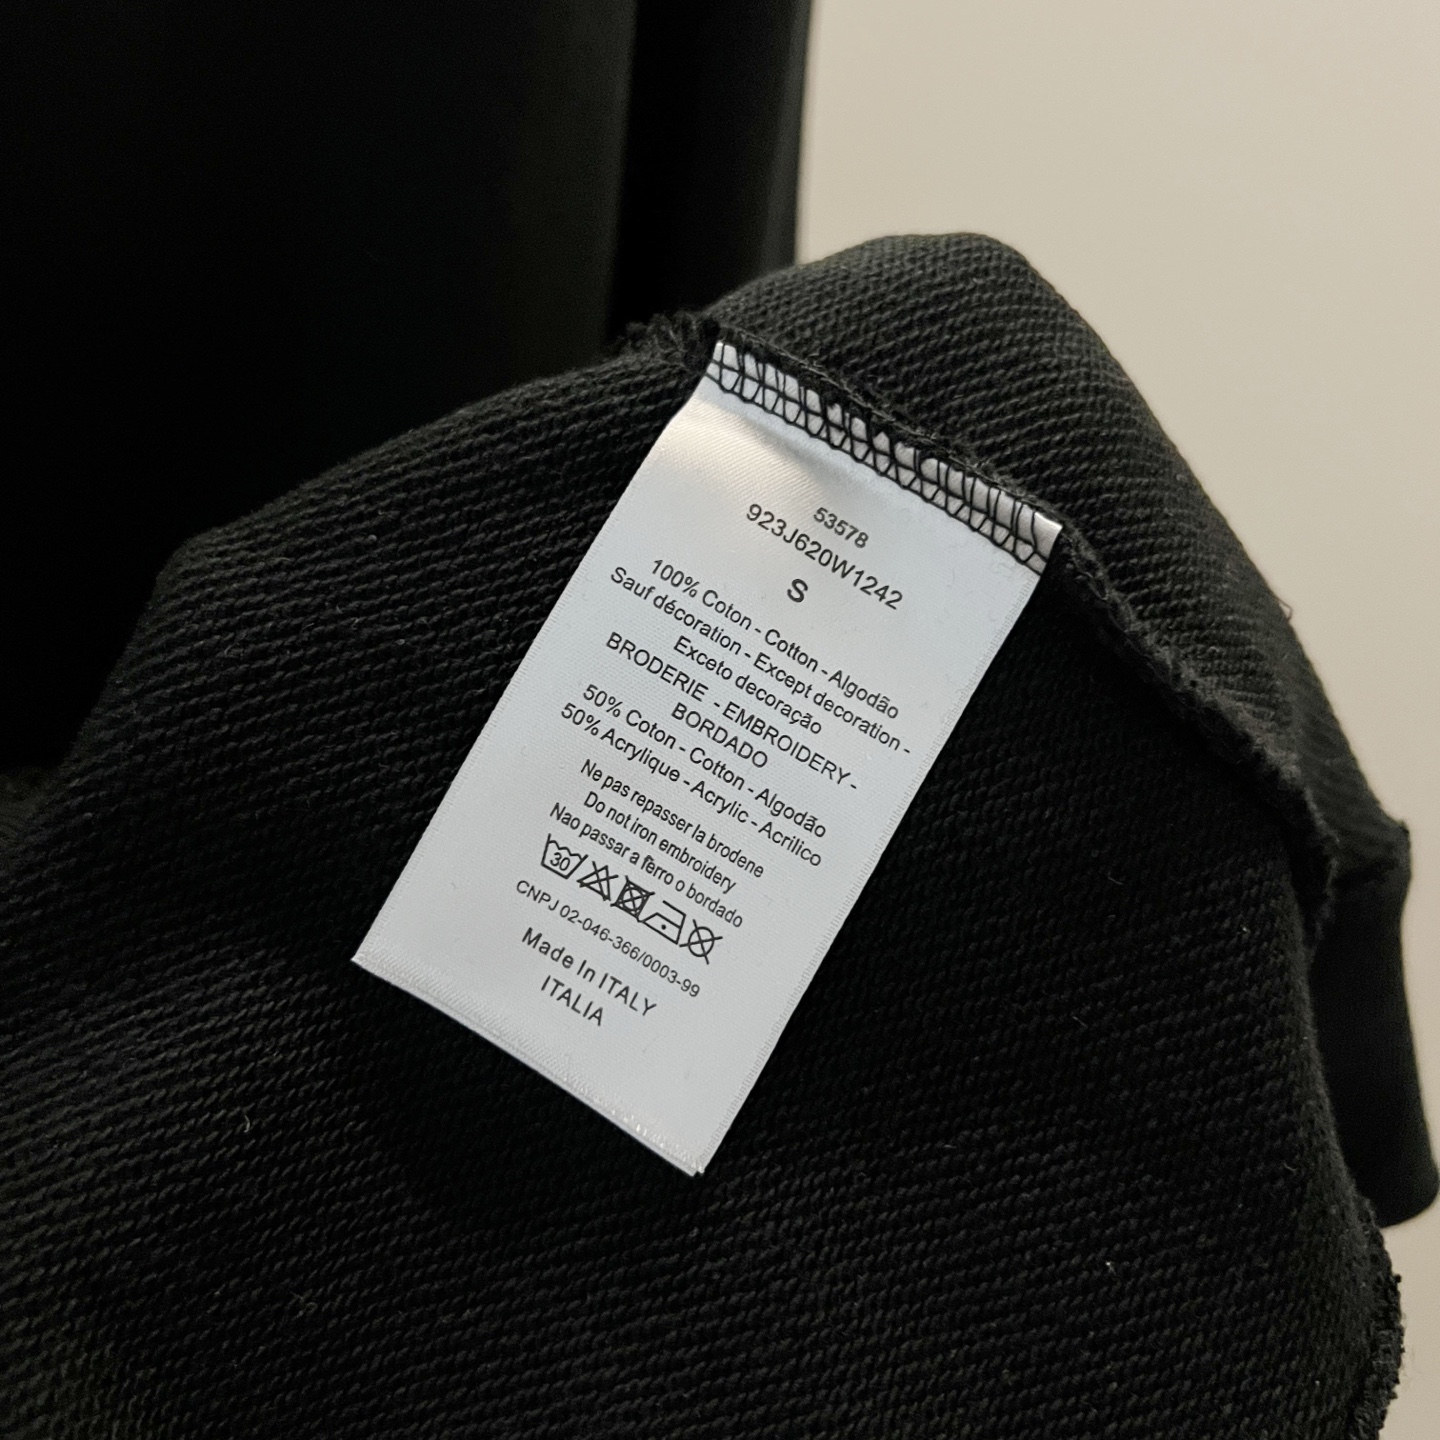 53578
923J620W1242
S
100% Coton - Cotton - Algodão
Sauf décoration - Except decoration -
Exceto decoração
BRODERIE - EMBROIDERY -
BORDADO
50% Coton - Cotton - Algodão
50% Acrylique - Acrylic - Acrilico
Ne pas repasser la brodene
Do not iron embroidery
Nao passar a ferro o bordado
30
CNPJ 02-046-366/0003-99
Made In ITALY
ITALIA